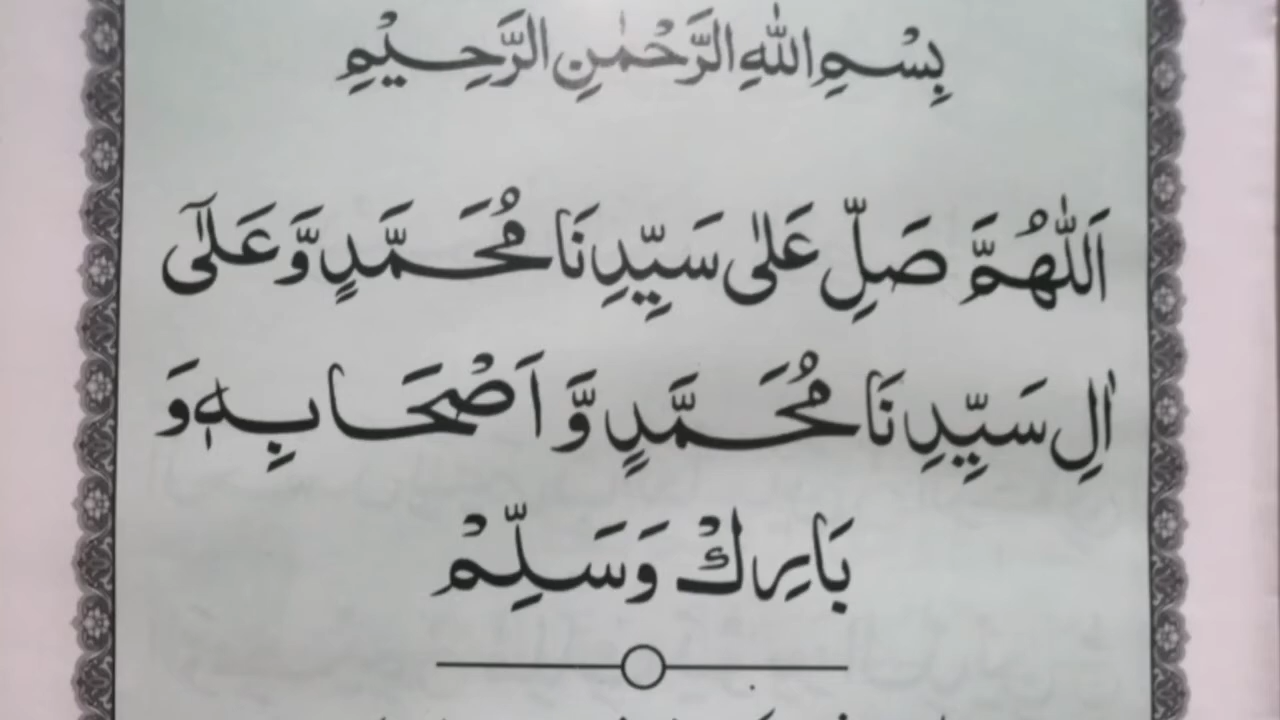 بِسْمِ اللّٰهِ الرَّحْمٰنِ الرَّحِيْمِ
اَللّٰهُمَّ صَلِّ عَلٰى سَيِّدِنَا مُحَمَّدٍ وَّعَلٰٓى
اٰلِ سَيِّدِنَا مُحَمَّدٍ وَّ اَصْحَابِهٖ وَ
بَارِكْ وَسَلِّمْ